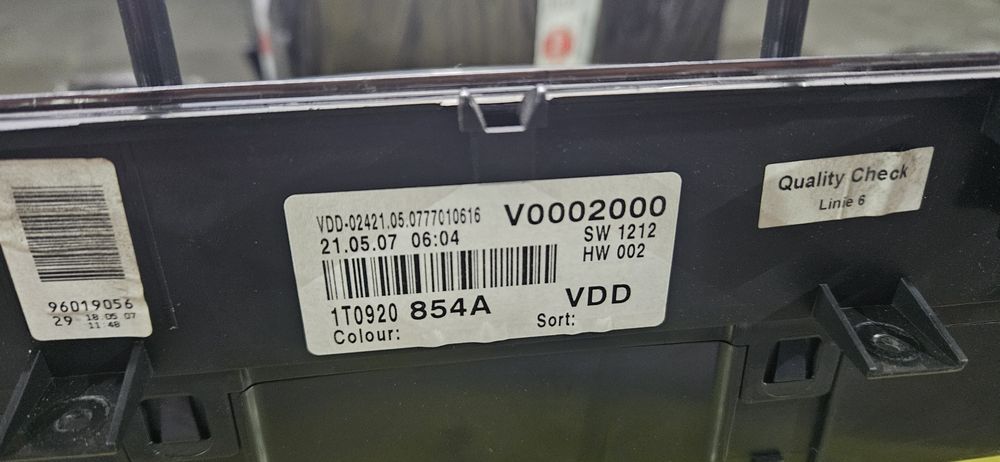 96019056
29 18.05.07
11:48
VDD-02421.05.0777010616
V0002000
21.05.07 06:04
SW 1212
HW 002
1T0920 854A
VDD
Colour:
Sort:
Quality Check
Linie 6